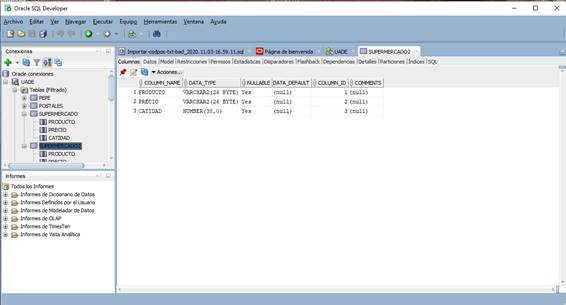 Oracle SQL Developer
Archivo Editar Ver Navegar Ejecutar Equipo Herramientas Ventana Ayuda
Conexiones
Oracle conexiones
UADE
Tables (Filtrado)
PEPE
POSTALES
SUPERMERCADO
PRODUCTO
PRECIO
CATIDAD
SUPERMERCADO2
PRODUCTO
PRECIO
Informes
Todos los Informes
Informes de Diccionario de Datos
Informes Definidos por el Usuario
Informes de Modelador de Datos
Informes de OLAP
Informes de TimesTen
Informes de Vista Analítica
Importar-codpos-txt-bad_2020.11.03-16.59.11.sql Página de bienvenida UADE SUPERMERCADO2
Columnas Datos Model Restricciones Permisos Estadísticas Disparadores Flashback Dependencias Detalles Particiones Índices SQL
Acciones...
COLUMN_NAME DATA_TYPE NULLABLE DATA_DEFAULT COLUMN_ID COMMENTS
1 PRODUCTO VARCHAR2(26 BYTE) Yes (null) 1 (null)
2 PRECIO VARCHAR2(26 BYTE) Yes (null) 2 (null)
3 CATIDAD NUMBER(38,0) Yes (null) 3 (null)